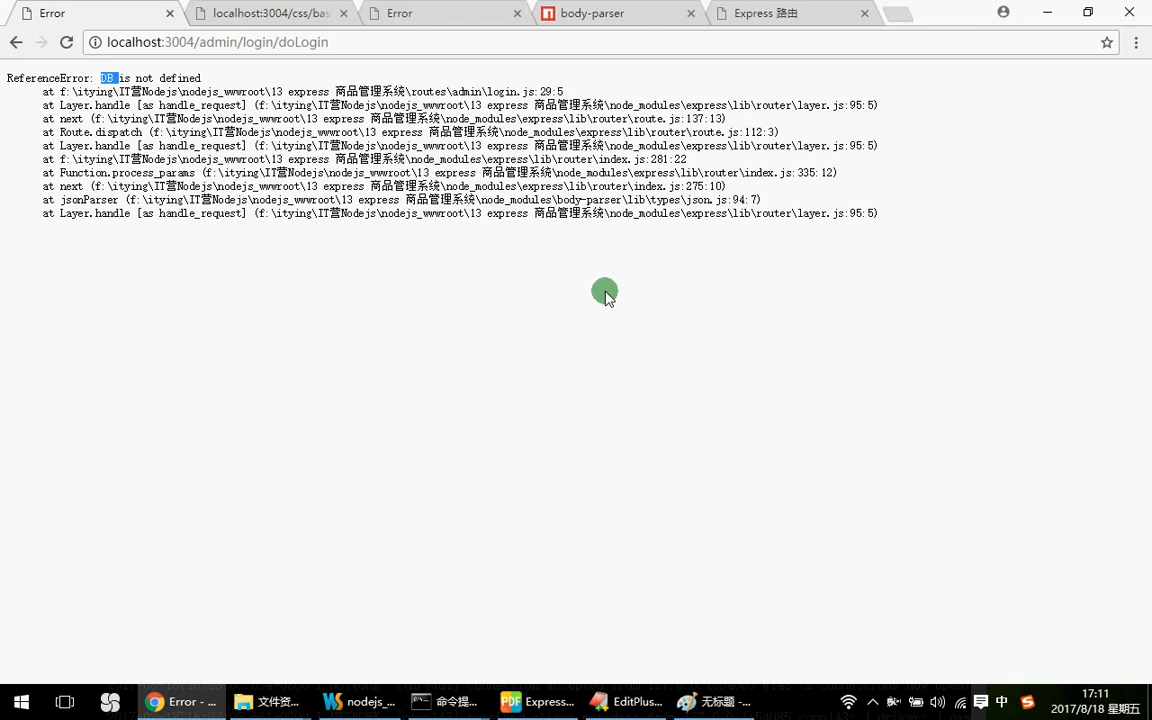 Error
localhost:3004/css/bas
Error
body-parser
Express 路由
localhost:3004/admin/login/doLogin
ReferenceError: DB is not defined
at f:\itying\IT营Nodejs\nodejs_wwwroot\13 express 商品管理系统\routes\admin\login.js:29:5
at Layer.handle [as handle_request] (f:\itying\IT营Nodejs\nodejs_wwwroot\13 express 商品管理系统\node_modules\express\lib\router\layer.js:95:5)
at next (f:\itying\IT营Nodejs\nodejs_wwwroot\13 express 商品管理系统\node_modules\express\lib\router\route.js:137:13)
at Route.dispatch (f:\itying\IT营Nodejs\nodejs_wwwroot\13 express 商品管理系统\node_modules\express\lib\router\route.js:112:3)
at Layer.handle [as handle_request] (f:\itying\IT营Nodejs\nodejs_wwwroot\13 express 商品管理系统\node_modules\express\lib\router\layer.js:95:5)
at f:\itying\IT营Nodejs\nodejs_wwwroot\13 express 商品管理系统\node_modules\express\lib\router\index.js:281:22
at Function.process_params (f:\itying\IT营Nodejs\nodejs_wwwroot\13 express 商品管理系统\node_modules\express\lib\router\index.js:335:12)
at next (f:\itying\IT营Nodejs\nodejs_wwwroot\13 express 商品管理系统\node_modules\express\lib\router\index.js:275:10)
at jsonParser (f:\itying\IT营Nodejs\nodejs_wwwroot\13 express 商品管理系统\node_modules\body-parser\lib\types\json.js:94:7)
at Layer.handle [as handle_request] (f:\itying\IT营Nodejs\nodejs_wwwroot\13 express 商品管理系统\node_modules\express\lib\router\layer.js:95:5)
Error - ...
文件资...
nodejs_...
命令提...
Express...
EditPlus...
无标题 -...
中
17:11
2017/8/18 星期五